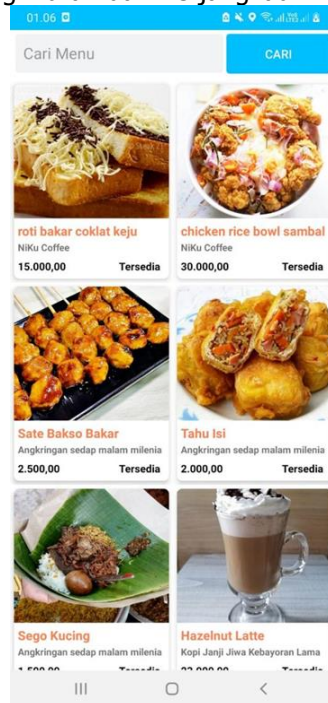 01.06
Cari Menu
CARI
roti bakar coklat keju
NiKu Coffee
15.000,00 Tersedia
chicken rice bowl sambal
NiKu Coffee
30.000,00 Tersedia
Sate Bakso Bakar
Angkringan sedap malam milenia
2.500,00 Tersedia
Tahu Isi
Angkringan sedap malam milenia
2.000,00 Tersedia
Sego Kucing
Angkringan sedap malam milenia
Hazelnut Latte
Kopi Janji Jiwa Kebayoran Lama